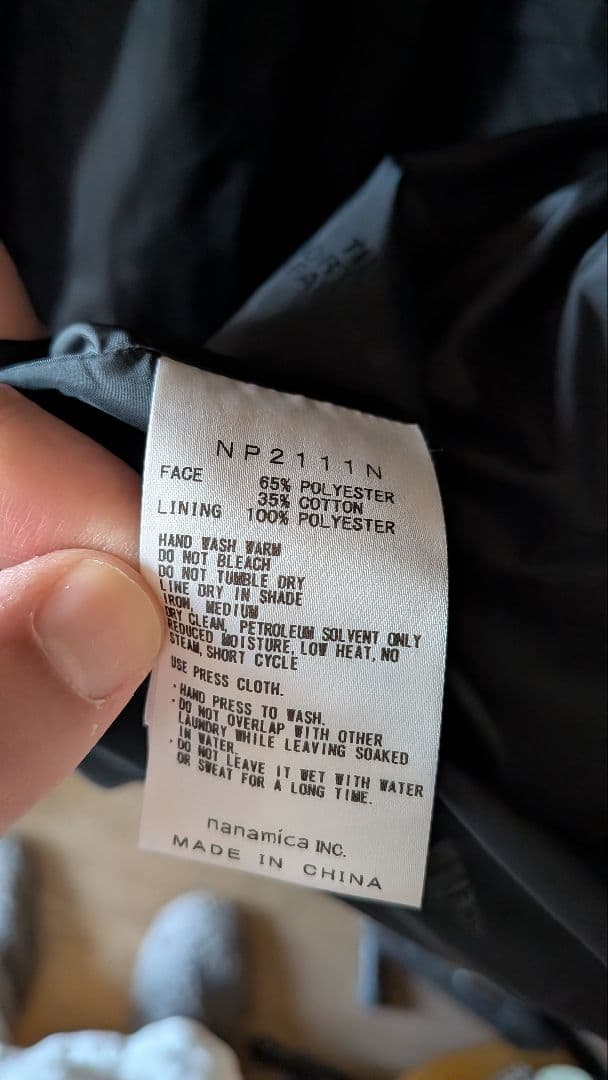 NP2111N
FACE 65% POLYESTER
35% COTTON
LINING 100% POLYESTER
HAND WASH WARM
DO NOT BLEACH
DO NOT TUMBLE DRY
LINE DRY IN SHADE
IRON, MEDIUM
DRY CLEAN, PETROLEUM SOLVENT ONLY
REDUCED MOISTURE, LOW HEAT, NO
STEAM, SHORT CYCLE
USE PRESS CLOTH.
・HAND PRESS TO WASH.
・DO NOT OVERLAP WITH OTHER
LAUNDRY WHILE LEAVING SOAKED
IN WATER.
・DO NOT LEAVE IT WET WITH WATER
OR SWEAT FOR A LONG TIME.
nanamica INC.
MADE IN CHINA